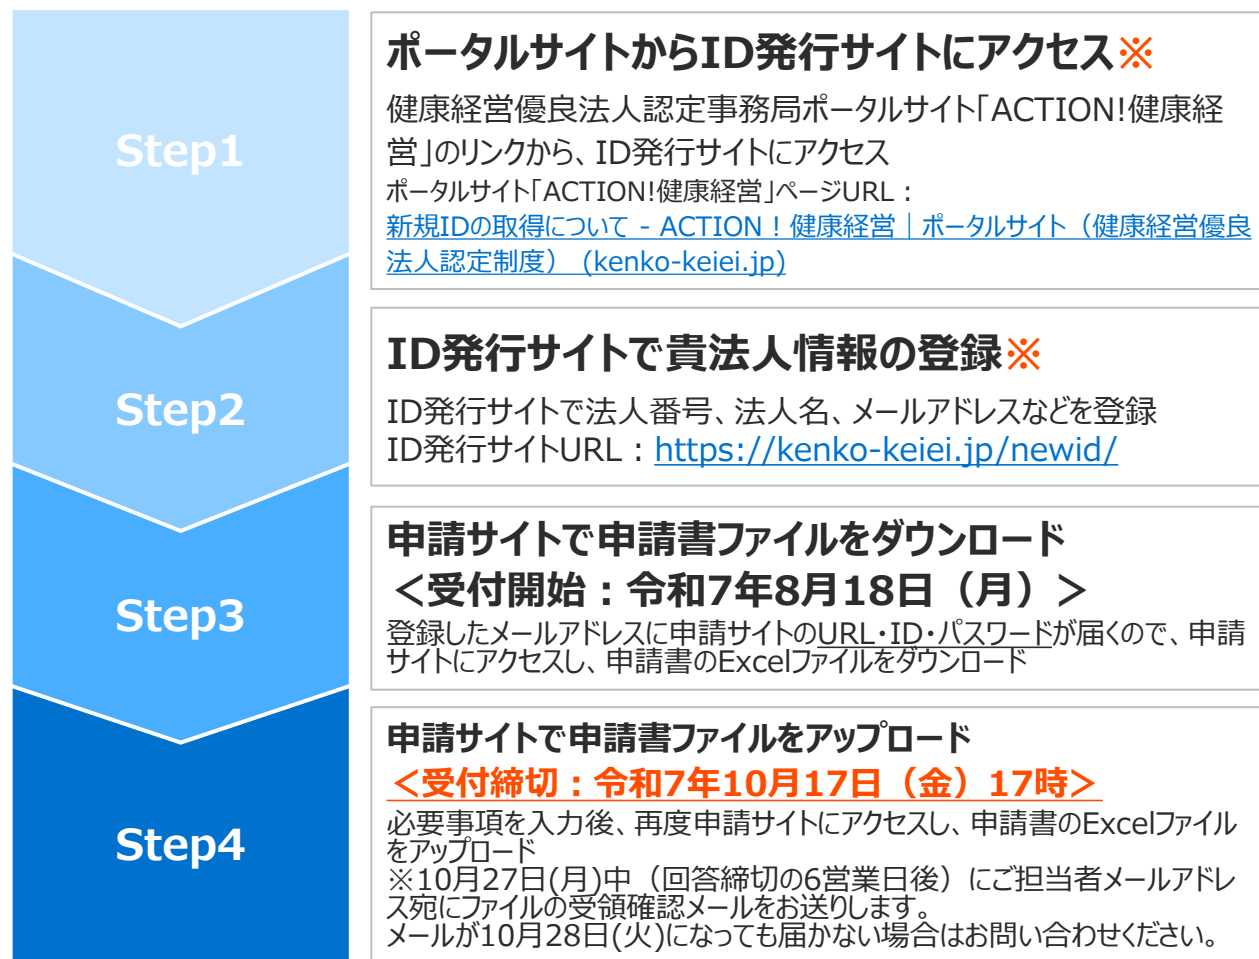 Step1
ポータルサイトからID発行サイトにアクセス※
健康経営優良法人認定事務局ポータルサイト「ACTION!健康経
営」のリンクから、ID発行サイトにアクセス
ポータルサイト「ACTION!健康経営」ページURL：
新規IDの取得について - ACTION！健康経営｜ポータルサイト（健康経営優良
法人認定制度） (kenko-keiei.jp)
Step2
ID発行サイトで貴法人情報の登録※
ID発行サイトで法人番号、法人名、メールアドレスなどを登録
ID発行サイトURL：https://kenko-keiei.jp/newid/
Step3
申請サイトで申請書ファイルをダウンロード
＜受付開始：令和7年8月18日（月）＞
登録したメールアドレスに申請サイトのURL・ID・パスワードが届くので、申請
サイトにアクセスし、申請書のExcelファイルをダウンロード
Step4
申請サイトで申請書ファイルをアップロード
＜受付締切：令和7年10月17日（金）17時＞
必要事項を入力後、再度申請サイトにアクセスし、申請書のExcelファイル
をアップロード
※10月27日(月)中（回答締切の6営業日後）にご担当者メールアドレ
ス宛にファイルの受領確認メールをお送りします。
メールが10月28日(火)になっても届かない場合はお問い合わせください。